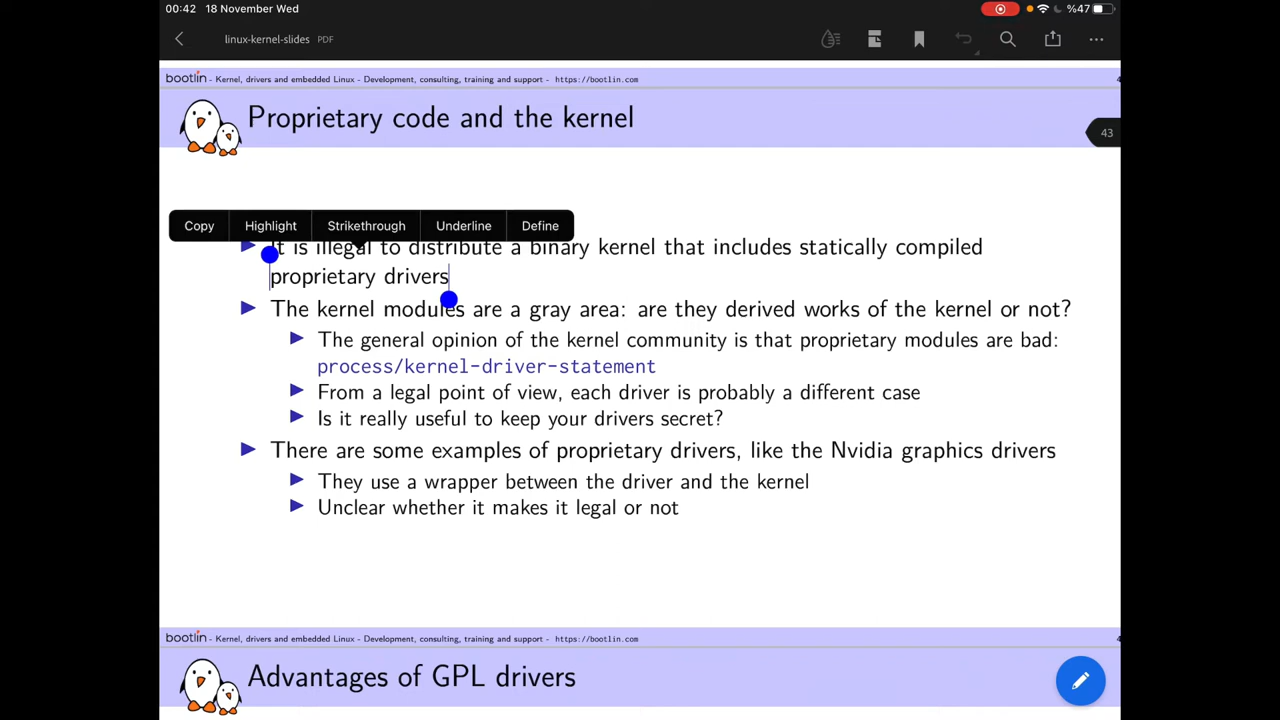 00:42 18 November Wed %47
linux-kernel-slides PDF
bootlin - Kernel, drivers and embedded Linux - Development, consulting, training and support - https://bootlin.com 4
Proprietary code and the kernel
43
Copy Highlight Strikethrough Underline Define
It is illegal to distribute a binary kernel that includes statically compiled
proprietary drivers
The kernel modules are a gray area: are they derived works of the kernel or not?
The general opinion of the kernel community is that proprietary modules are bad:
process/kernel-driver-statement
From a legal point of view, each driver is probably a different case
Is it really useful to keep your drivers secret?
There are some examples of proprietary drivers, like the Nvidia graphics drivers
They use a wrapper between the driver and the kernel
Unclear whether it makes it legal or not
bootlin - Kernel, drivers and embedded Linux - Development, consulting, training and support - https://bootlin.com 4
Advantages of GPL drivers